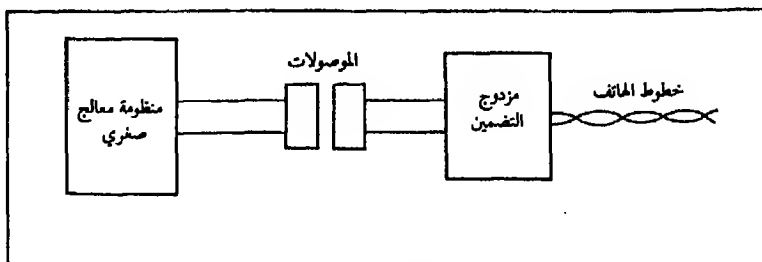 الموصولات
خطوط الهاتف
مزدوج
التضمين
منظومة معالج
صغري